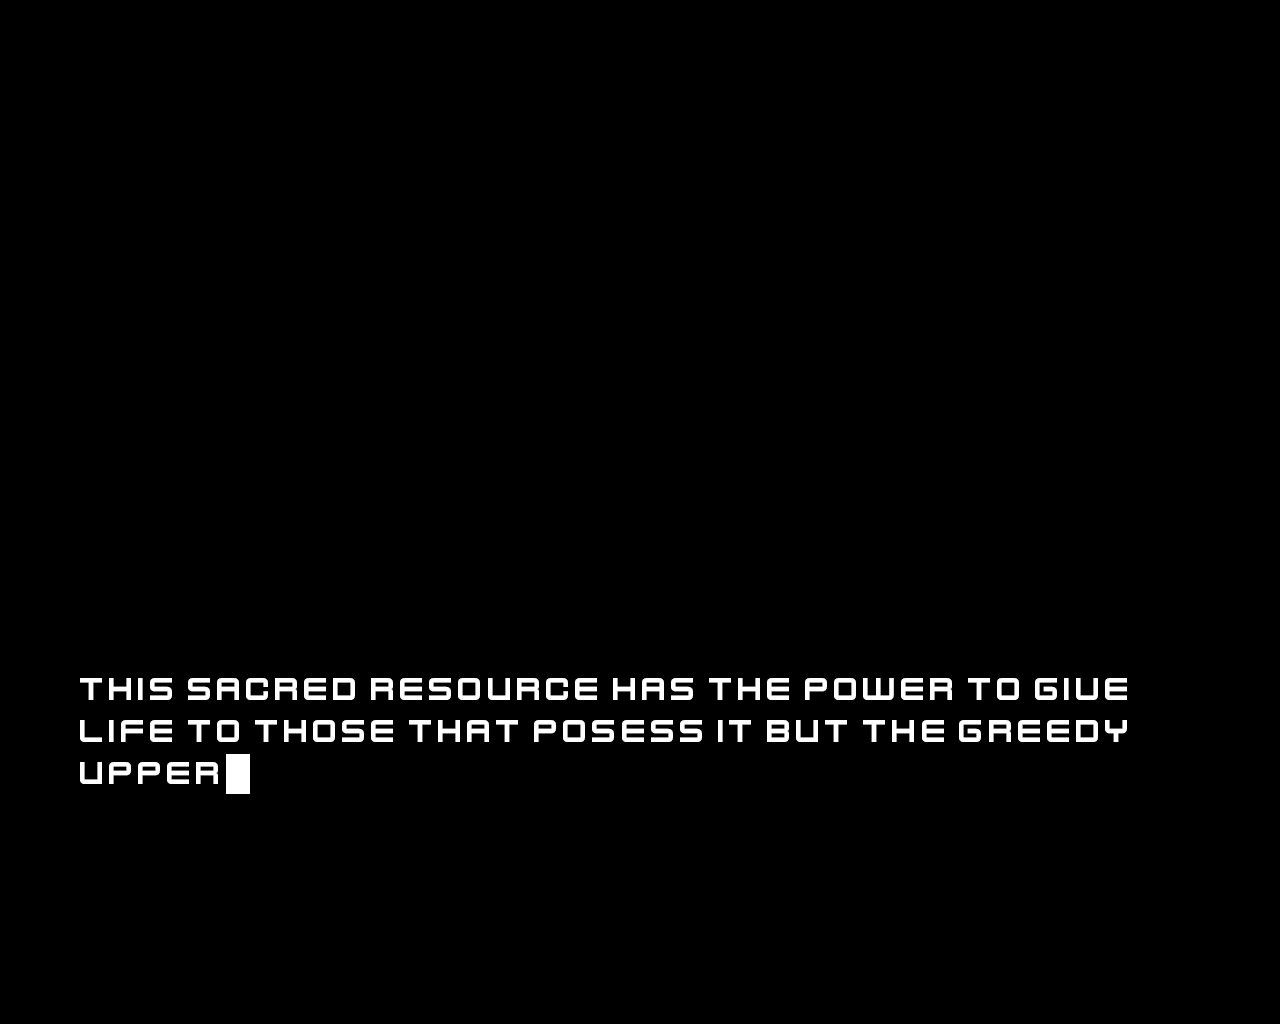 THIS SACRED RESOURCE HAS THE POWER TO GIVE
LIFE TO THOSE THAT POSESS IT BUT THE GREEDY
UPPER